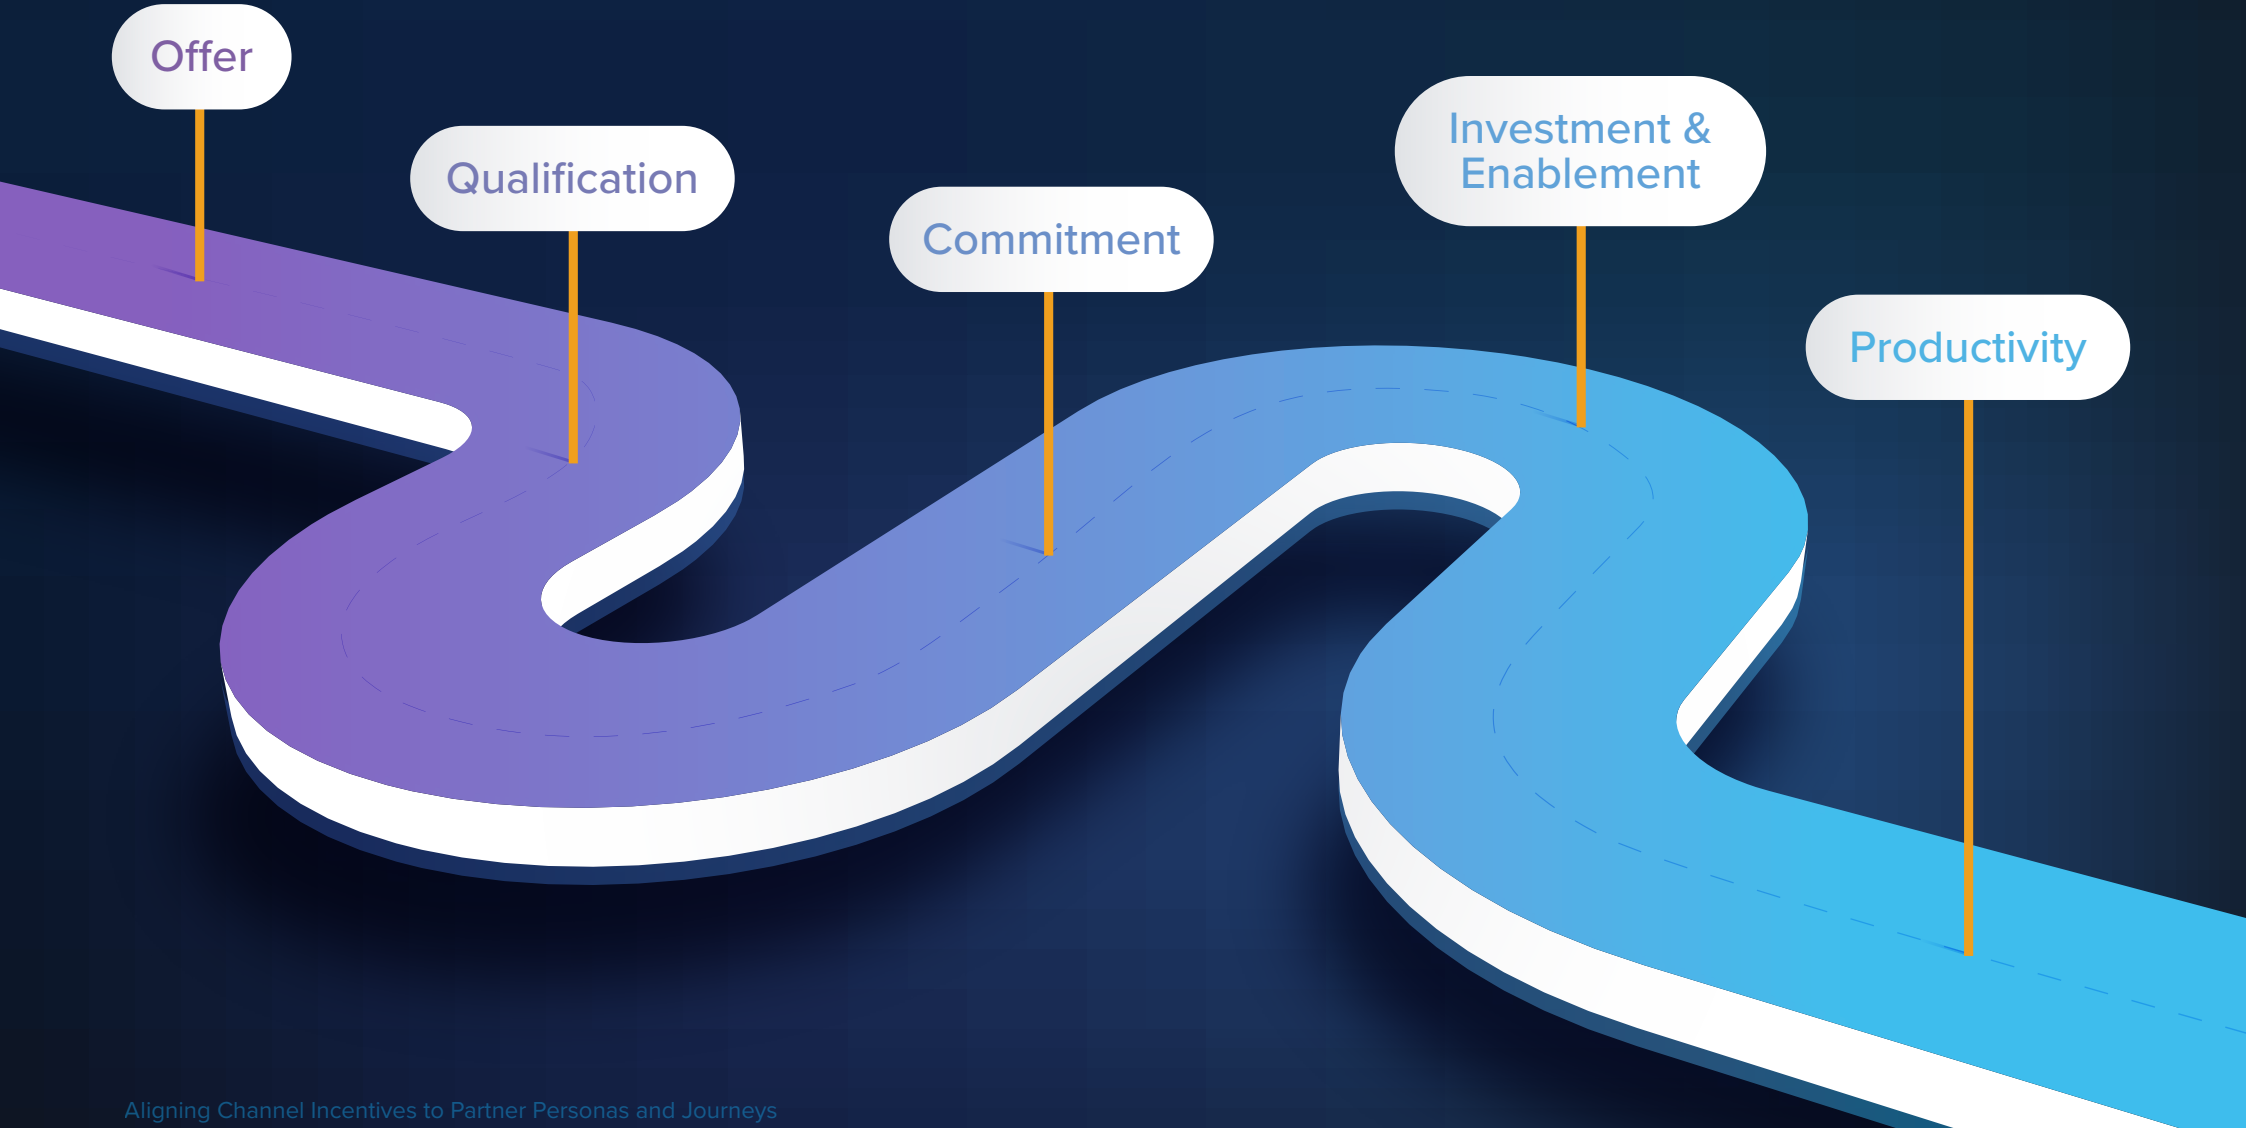 Offer
Qualification
Commitment
Investment &
Enablement
Productivity
Aligning Channel Incentives to Partner Personas and Journeys